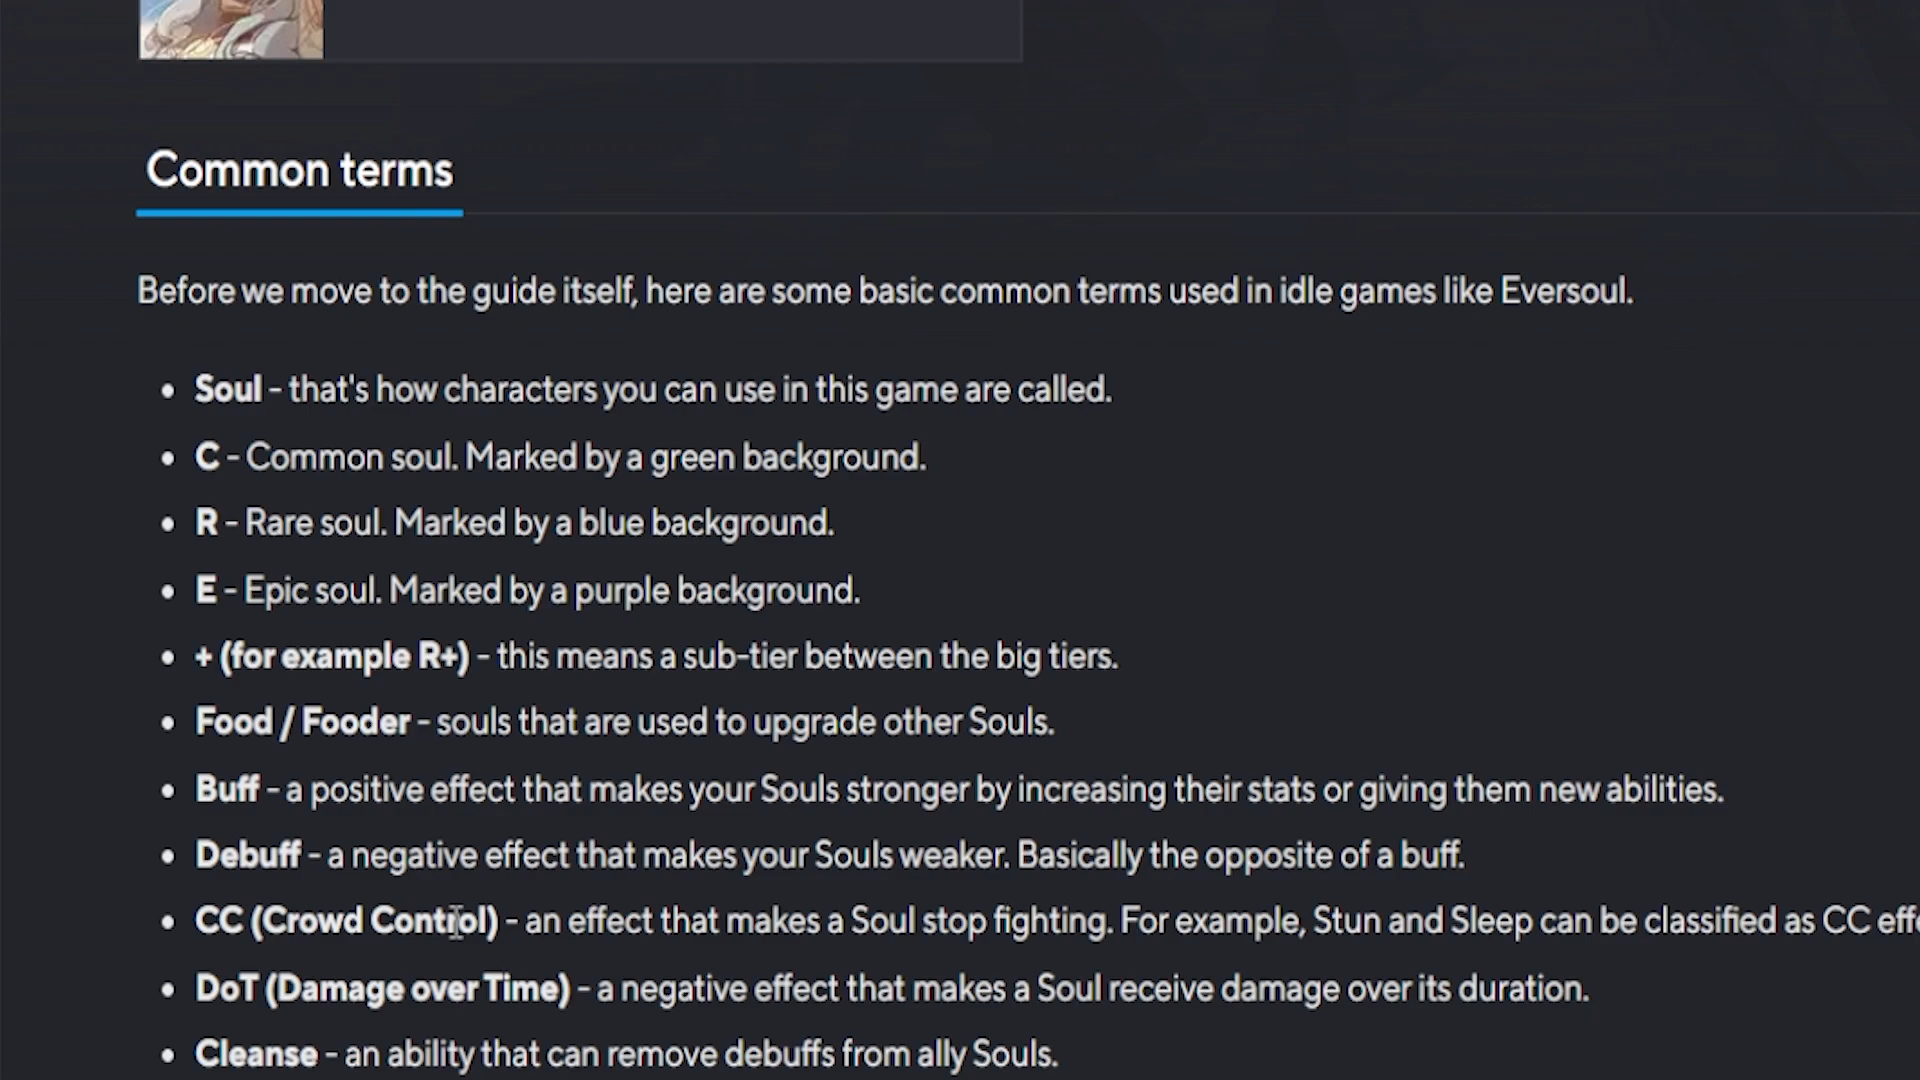 Common terms
Before we move to the guide itself, here are some basic common terms used in idle games like Eversoul.
Soul - that's how characters you can use in this game are called.
C - Common soul. Marked by a green background.
R - Rare soul. Marked by a blue background.
E - Epic soul. Marked by a purple background.
+ (for example R+) - this means a sub-tier between the big tiers.
Food / Fooder - souls that are used to upgrade other Souls.
Buff - a positive effect that makes your Souls stronger by increasing their stats or giving them new abilities.
Debuff - a negative effect that makes your Souls weaker. Basically the opposite of a buff.
CC (Crowd Control) - an effect that makes a Soul stop fighting. For example, Stun and Sleep can be classified as CC
DoT (Damage over Time) - a negative effect that makes a Soul receive damage over its duration.
Cleanse - an ability that can remove debuffs from ally Souls.